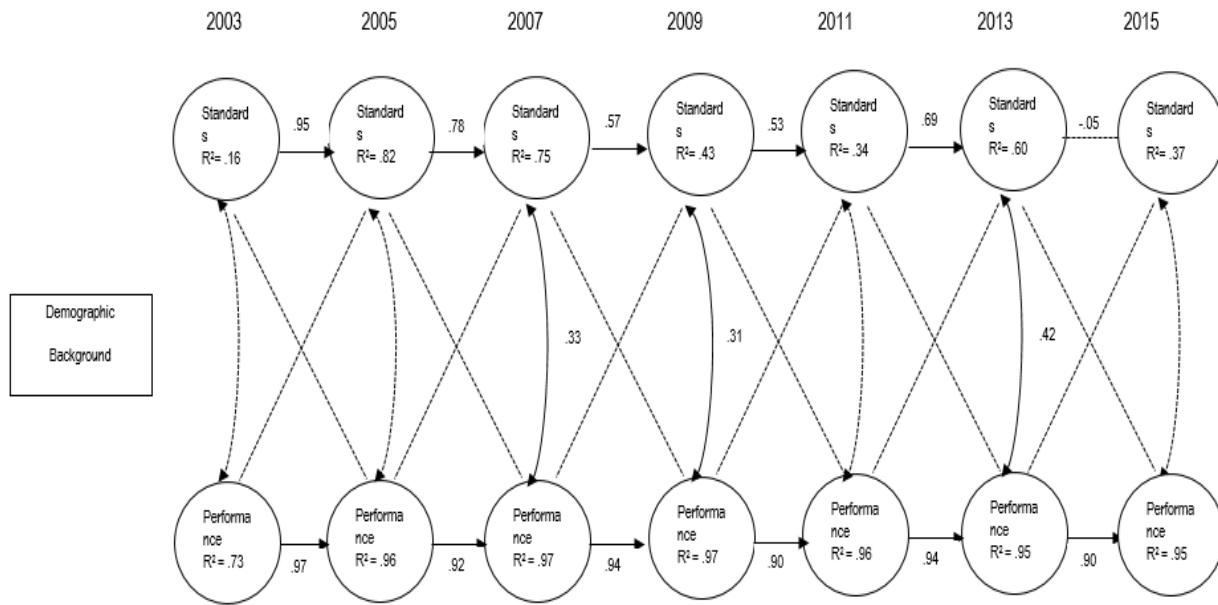 2003 2005 2007 2009 2011 2013 2015
Standard
s
R²= .16
.95
Standard
s
R²= .82
.78
Standard
s
R²= .75
.57
Standard
s
R²= .43
.53
Standard
s
R²= .34
.69
Standard
s
R²= .60
-.05
Standard
s
R²= .37
Demographic
Background
.33
.31
.42
Performa
nce
R² = .73
.97
Performa
nce
R² = .96
.92
Performa
nce
R² = .97
.94
Performa
nce
R² = .97
.90
Performa
nce
R² = .96
.94
Performa
nce
R² = .95
.90
Performa
nce
R² = .95